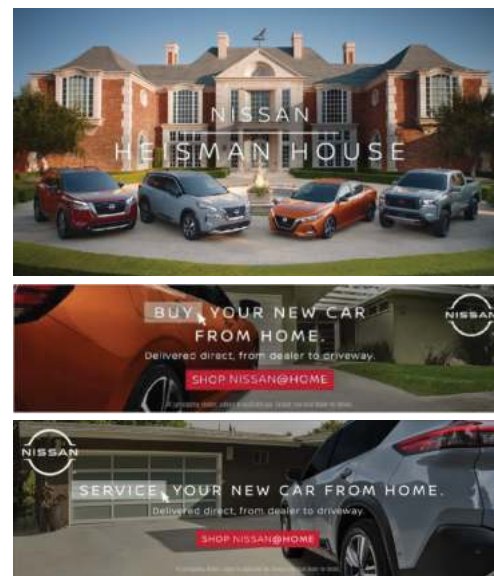 NISSAN
HEISMAN HOUSE
BUY YOUR NEW CAR
FROM HOME.
Delivered direct, from dealer to driveway.
SHOP NISSAN@HOME
NISSAN
NISSAN
SERVICE YOUR NEW CAR FROM HOME.
Delivered direct, from dealer to driveway.
SHOP NISSAN@HOME